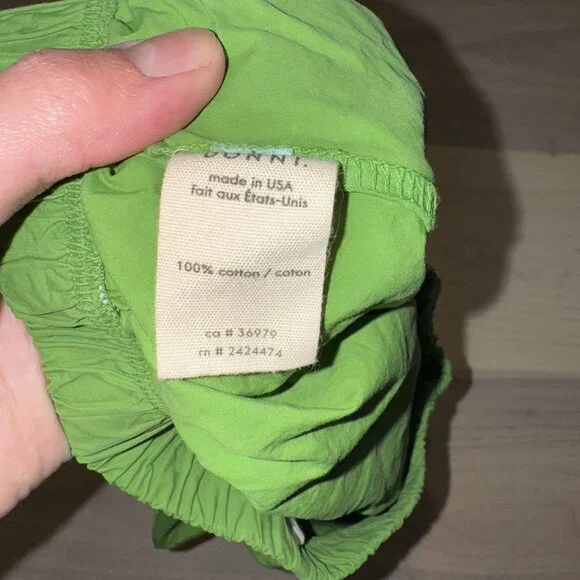 DONNI.
made in USA
fait aux États-Unis
100% cotton / coton
ca # 36979
rn # 2424474